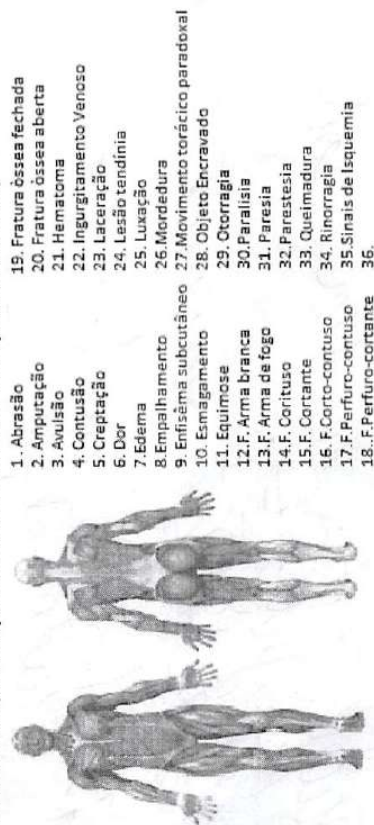 1. Abrasão
2. Amputação
3. Avulsão
4. Contusão
5. Creptação
6. Dor
7.Edema
8.Empalhamento
9. Enfisèma subcutâneo
10. Esmagamento
11. Equimose
12.F. Arma branca
13.F. Arma de fogo
14.F. Corituso
15.F. Cortante
16. F.Corto-contuso
17.F.Perfuro-contuso
18..F.Perfuro-cortante
19. Fratura òssea fechada
20. Fratura òssea aberta
21. Hematoma
22. Ingurgitamento Venoso
23. Laceração
24. Lesão tendínia
25. Luxação
26.Mordedura
27.Movimento torácico paradoxal
28. Objeto Encravado
29. Otorragia
30.Paralisia
31. Paresia
32.Parestesia
33. Queimadura
34. Rinorragia
35.Sinais de Isquemia
36.